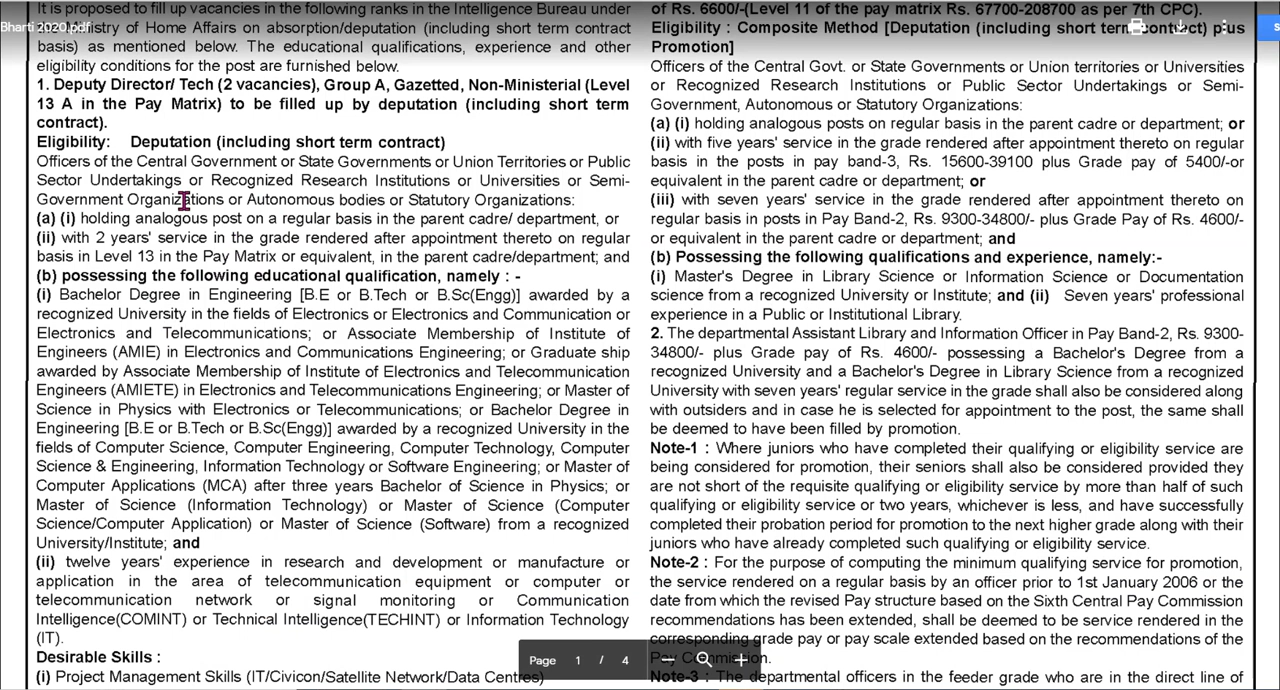 It is proposed to fill up vacancies in the following ranks in the Intelligence Bureau under
Bharti 2020.pdf
Ministry of Home Affairs on absorption/deputation (including short term contract
basis) as mentioned below. The educational qualifications, experience and other
eligibility conditions for the post are furnished below.
1. Deputy Director/ Tech (2 vacancies), Group A, Gazetted, Non-Ministerial (Level
13 A in the Pay Matrix) to be filled up by deputation (including short term
contract).
Eligibility: Deputation (including short term contract)
Officers of the Central Government or State Governments or Union Territories or Public
Sector Undertakings or Recognized Research Institutions or Universities or Semi-
Government Organizations or Autonomous bodies or Statutory Organizations:
(a) (i) holding analogous post on a regular basis in the parent cadre/ department, or
(ii) with 2 years' service in the grade rendered after appointment thereto on regular
basis in Level 13 in the Pay Matrix or equivalent, in the parent cadre/department; and
(b) possessing the following educational qualification, namely : -
(i) Bachelor Degree in Engineering [B.E or B.Tech or B.Sc(Engg)] awarded by a
recognized University in the fields of Electronics or Electronics and Communication or
Electronics and Telecommunications; or Associate Membership of Institute of
Engineers (AMIE) in Electronics and Communications Engineering; or Graduate ship
awarded by Associate Membership of Institute of Electronics and Telecommunication
Engineers (AMIETE) in Electronics and Telecommunications Engineering; or Master of
Science in Physics with Electronics or Telecommunications; or Bachelor Degree in
Engineering [B.E or B.Tech or B.Sc(Engg)] awarded by a recognized University in the
fields of Computer Science, Computer Engineering, Computer Technology, Computer
Science & Engineering, Information Technology or Software Engineering; or Master of
Computer Applications (MCA) after three years Bachelor of Science in Physics; or
Master of Science (Information Technology) or Master of Science (Computer
Science/Computer Application) or Master of Science (Software) from a recognized
University/Institute; and
(ii) twelve years' experience in research and development or manufacture or
application in the area of telecommunication equipment or computer or
telecommunication network or signal monitoring or Communication
Intelligence(COMINT) or Technical Intelligence(TECHINT) or Information Technology
(IT).
Desirable Skills :
(i) Project Management Skills (IT/Civicon/Satellite Network/Data Centres)
of Rs. 6600/-(Level 11 of the pay matrix Rs. 67700-208700 as per 7th CPC).
Eligibility : Composite Method [Deputation (including short term contract) plus
Promotion]
Officers of the Central Govt. or State Governments or Union territories or Universities
or Recognized Research Institutions or Public Sector Undertakings or Semi-
Government, Autonomous or Statutory Organizations:
(a) (i) holding analogous posts on regular basis in the parent cadre or department; or
(ii) with five years' service in the grade rendered after appointment thereto on regular
basis in the posts in pay band-3, Rs. 15600-39100 plus Grade pay of 5400/-or
equivalent in the parent cadre or department; or
(iii) with seven years' service in the grade rendered after appointment thereto on
regular basis in posts in Pay Band-2, Rs. 9300-34800/- plus Grade Pay of Rs. 4600/-
or equivalent in the parent cadre or department; and
(b) Possessing the following qualifications and experience, namely:-
(i) Master's Degree in Library Science or Information Science or Documentation
science from a recognized University or Institute; and (ii) Seven years' professional
experience in a Public or Institutional Library.
2. The departmental Assistant Library and Information Officer in Pay Band-2, Rs. 9300-
34800/- plus Grade pay of Rs. 4600/- possessing a Bachelor's Degree from a
recognized University and a Bachelor's Degree in Library Science from a recognized
University with seven years' regular service in the grade shall also be considered along
with outsiders and in case he is selected for appointment to the post, the same shall
be deemed to have been filled by promotion.
Note-1 : Where juniors who have completed their qualifying or eligibility service are
being considered for promotion, their seniors shall also be considered provided they
are not short of the requisite qualifying or eligibility service by more than half of such
qualifying or eligibility service or two years, whichever is less, and have successfully
completed their probation period for promotion to the next higher grade along with their
juniors who have already completed such qualifying or eligibility service.
Note-2 : For the purpose of computing the minimum qualifying service for promotion,
the service rendered on a regular basis by an officer prior to 1st January 2006 or the
date from which the revised Pay structure based on the Sixth Central Pay Commission
recommendations has been extended, shall be deemed to be service rendered in the
corresponding grade pay or pay scale extended based on the recommendations of the
Pay Commission.
Note-3 : The departmental officers in the feeder grade who are in the direct line of
Page 1 / 4